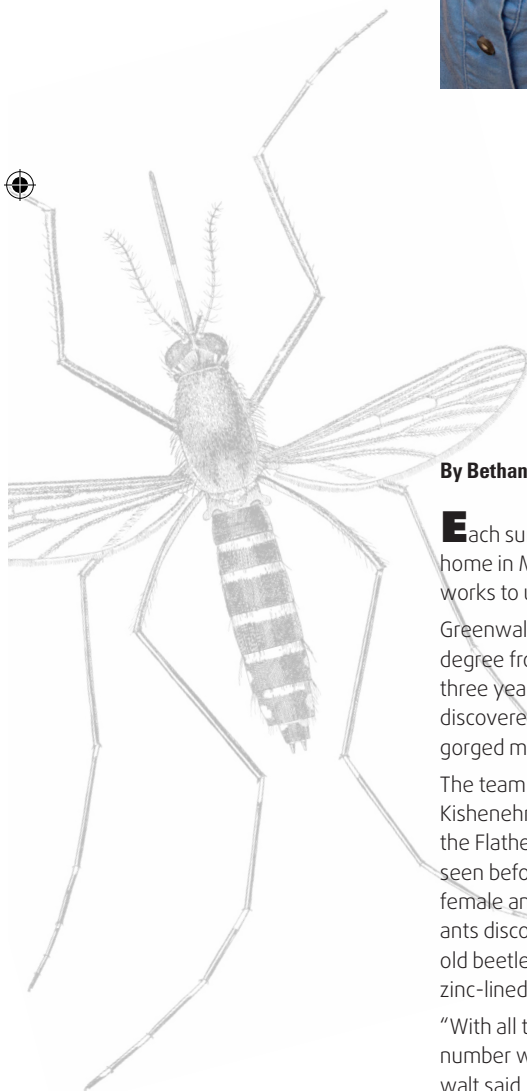 By Bethan
Each su
home in M
works to u
Greenwal
degree fro
three yea
discovere
gorged m
The team
Kishenehn
the Flathe
seen befo
female an
ants disco
old beetle
zinc-lined
"With all t
number w
walt said